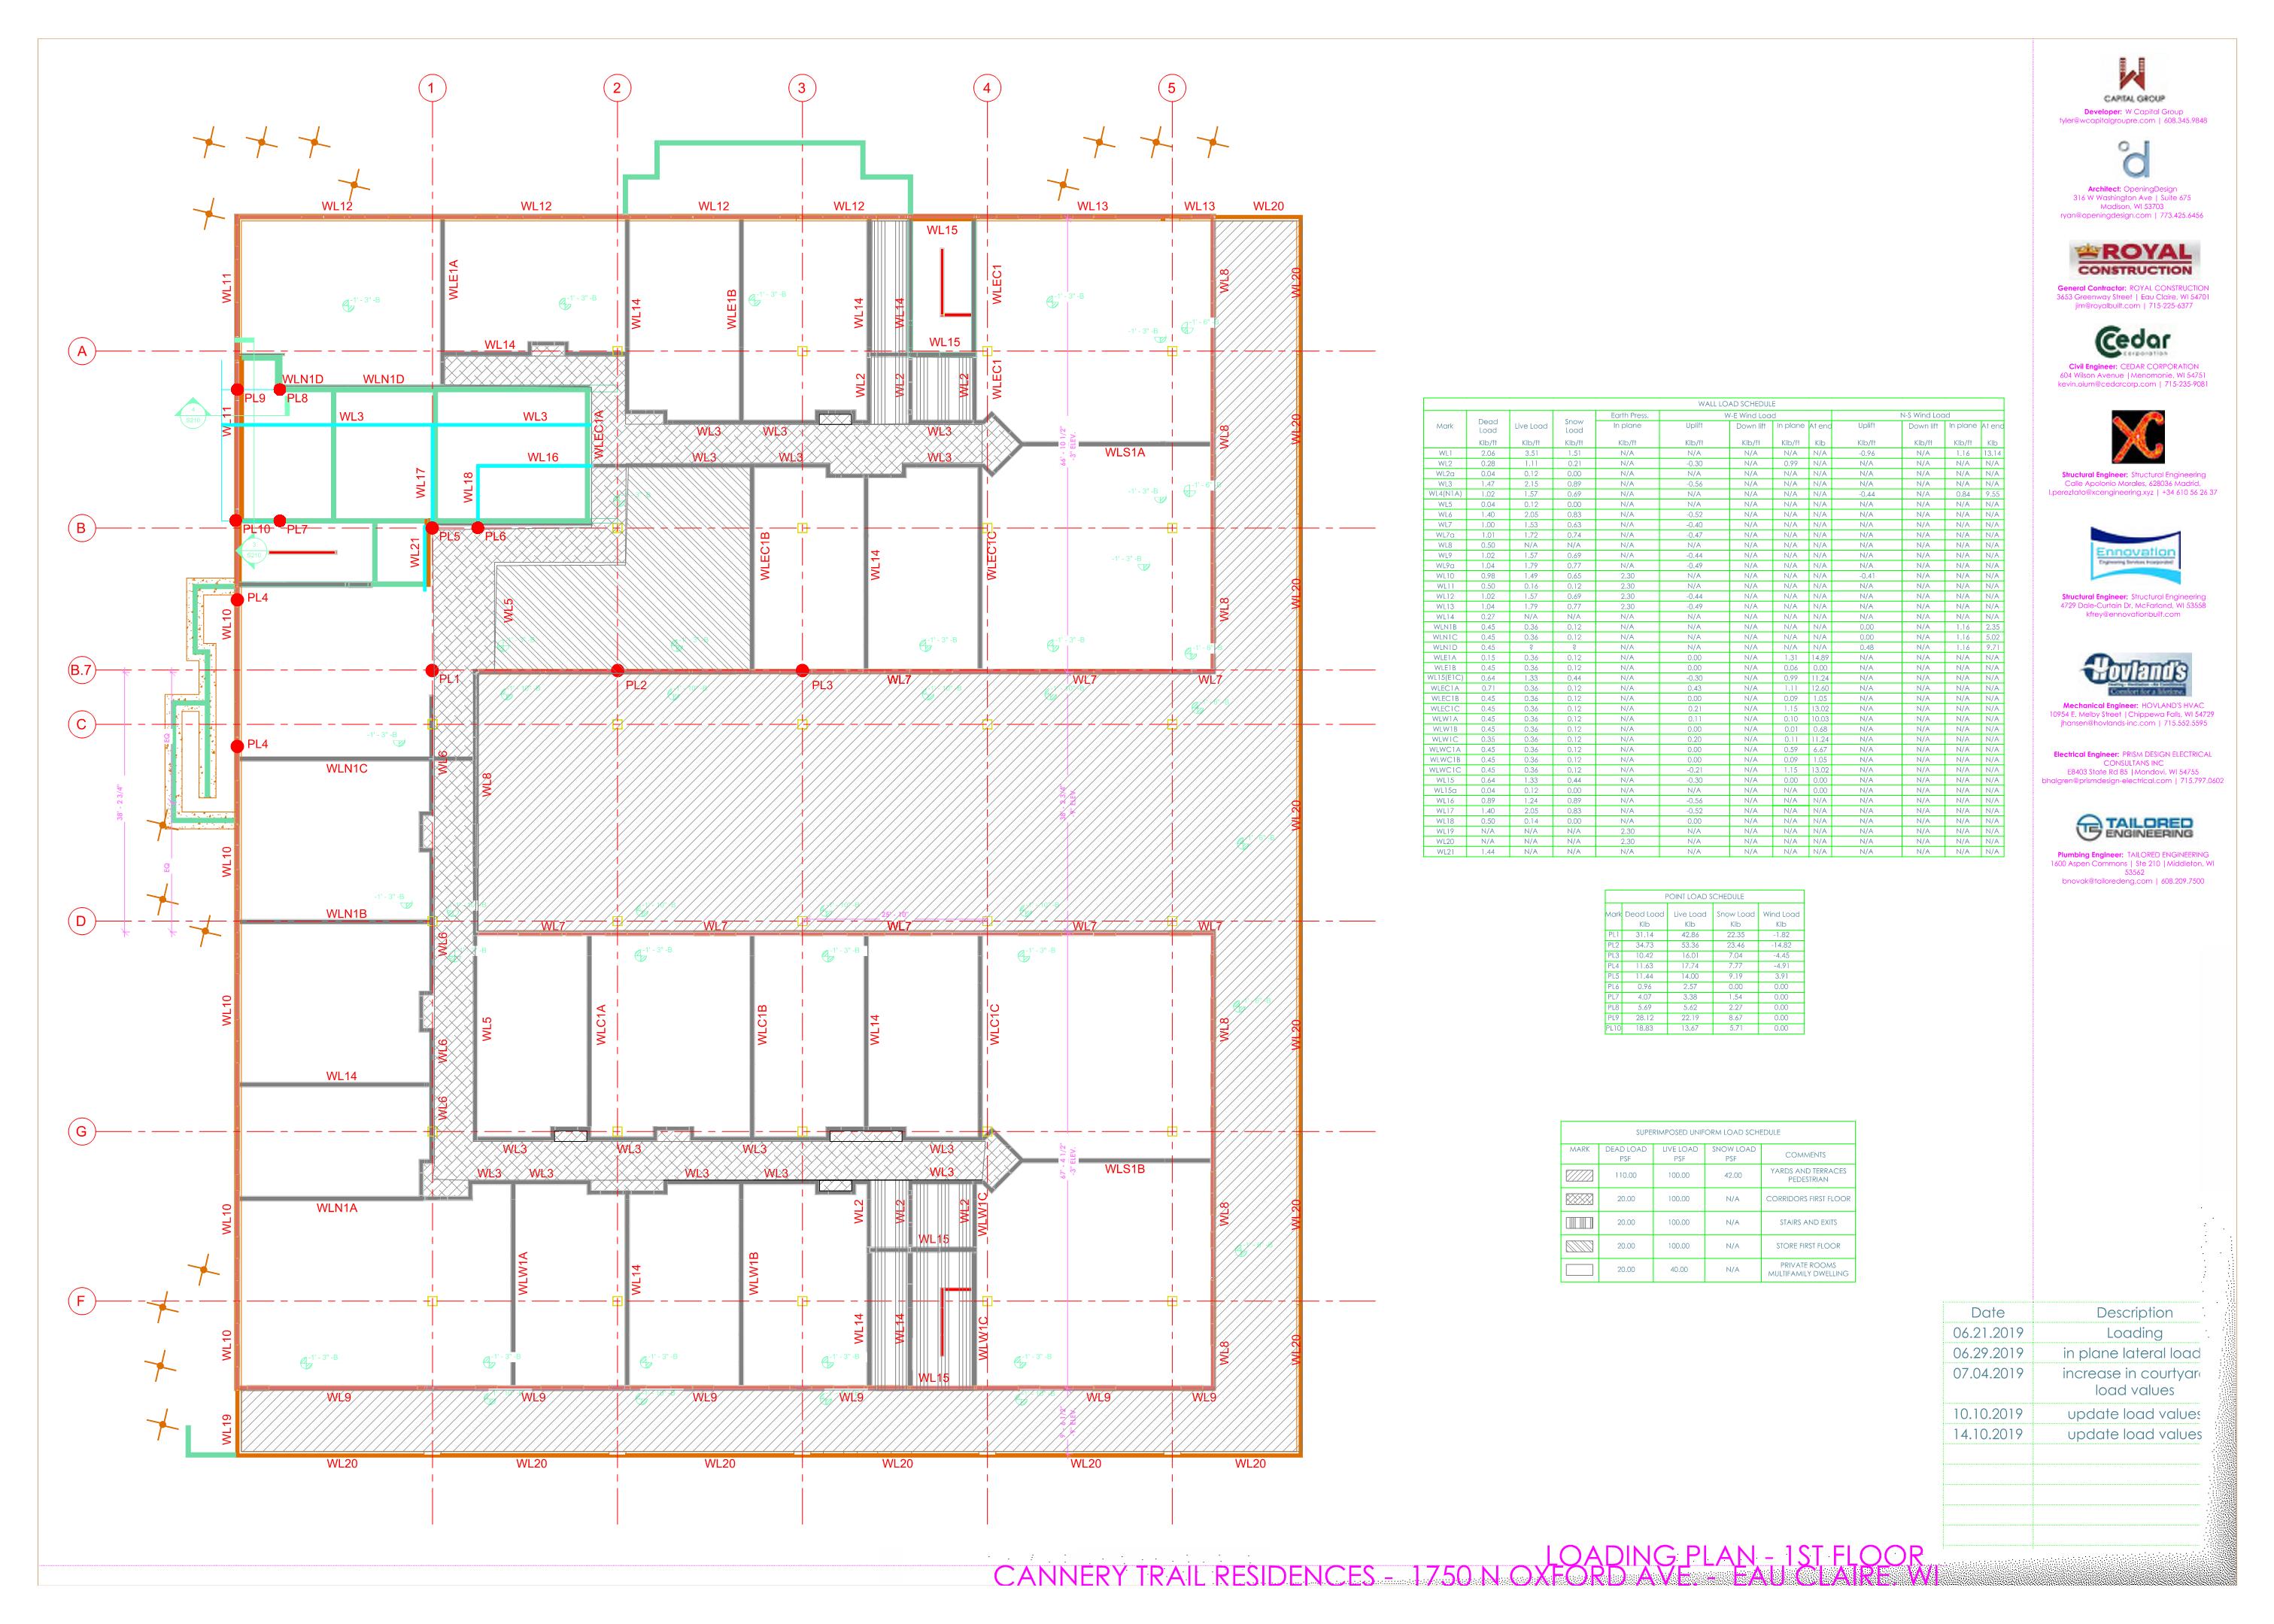 1 2 3 4 5
WL12 WL12 WL12 WL12 WL13 WL13 WL20
WL15
WL11 WLE1A WL14 WLE1B WL14 WL14 WLEC1 WL8 WL20
A
WL14 WL15
WLN1D WLN1D
PL9 PL8
WL2 WL2 WL2 WLEC1
WL3 WL3
WL11 WLEC1A WL3 WL3 WL3 WL8 WL20
WL16 WL3 WL3 WL3 WLS1A
WL17 WL18
B
PL10 PL7 PL5 PL6
WL21 WLEC1B WL14 WLEC1C
PL4
WL10 WL5 WL8 WL20
B.7
PL1 PL2 PL3 WL7 WL7 WL7
C
PL4
WLN1C WL6 WL8
38' - 2 3/4"
EQ
EQ
WL20
WL10
WLN1B
D
WL7 WL7 WL7 WL7 WL7
25' - 10"
WL6
WL10 WL5 WLC1A WLC1B WL14 WLC1C WL8 WL20
WL6
WL14
WL6
G
WL3 WL3 WL3 WL3
WL3 WL3 WL3 WL3 WL3 WLS1B
WLN1A
WL10 WL2 WL2 WL2 WLW1C WL8 WL20
WL15
WLW1A WL14 WLW1B
F
WL10 WL14 WL14 WLW1C WL8 WL20
WL15
WL9 WL9 WL9 WL9 WL9 WL9
WL19
WL20 WL20 WL20 WL20 WL20 WL20
66' - 10 1/2"
-3" ELEV.
67' - 4 1/2"
-3" ELEV.
WALL LOAD SCHEDULE
Mark Dead Load Live Load Snow Load Earth Press. W-E Wind Load N-S Wind Load
In plane Uplift Down lift In plane At end Uplift Down lift In plane At end
Klb/ft Klb/ft Klb/ft Klb/ft Klb/ft Klb/ft Klb/ft Klb Klb/ft Klb/ft Klb/ft Klb
WL1 2.06 3.51 1.51 N/A N/A N/A N/A N/A -0.96 N/A 1.16 13.14
WL2 0.28 1.11 0.21 N/A -0.30 N/A 0.99 N/A N/A N/A N/A N/A
WL2a 0.04 0.12 0.00 N/A N/A N/A N/A N/A N/A N/A N/A N/A
WL3 1.47 2.15 0.89 N/A -0.56 N/A N/A N/A N/A N/A N/A N/A
WL4(N1A) 1.02 1.57 0.69 N/A N/A N/A N/A N/A -0.44 N/A 0.84 9.55
WL5 0.04 0.12 0.00 N/A N/A N/A N/A N/A N/A N/A N/A N/A
WL6 1.40 2.05 0.83 N/A -0.52 N/A N/A N/A N/A N/A N/A N/A
WL7 1.00 1.53 0.63 N/A -0.40 N/A N/A N/A N/A N/A N/A N/A
WL7a 1.01 1.72 0.74 N/A -0.47 N/A N/A N/A N/A N/A N/A N/A
WL8 0.50 N/A N/A N/A N/A N/A N/A N/A N/A N/A N/A N/A
WL9 1.02 1.57 0.69 N/A -0.44 N/A N/A N/A N/A N/A N/A N/A
WL9a 1.04 1.79 0.77 N/A -0.49 N/A N/A N/A N/A N/A N/A N/A
WL10 0.98 1.49 0.65 2.30 N/A N/A N/A N/A -0.41 N/A N/A N/A
WL11 0.50 0.16 0.12 2.30 N/A N/A N/A N/A N/A N/A N/A N/A
WL12 1.02 1.57 0.69 2.30 -0.44 N/A N/A N/A N/A N/A N/A N/A
WL13 1.04 1.79 0.77 2.30 -0.49 N/A N/A N/A N/A N/A N/A N/A
WL14 0.27 N/A N/A N/A N/A N/A N/A N/A N/A N/A N/A N/A
WLN1B 0.45 0.36 0.12 N/A N/A N/A N/A N/A 0.00 N/A 1.16 2.35
WLN1C 0.45 0.36 0.12 N/A N/A N/A N/A N/A 0.00 N/A 1.16 5.02
WLN1D 0.45 ? ? N/A N/A N/A N/A N/A 0.48 N/A 1.16 9.71
WLE1A 0.15 0.36 0.12 N/A 0.00 N/A 1.31 14.89 N/A N/A N/A N/A
WLE1B 0.45 0.36 0.12 N/A 0.00 N/A 0.06 0.00 N/A N/A N/A N/A
WL15(E1C) 0.64 1.33 0.44 N/A -0.30 N/A 0.99 11.24 N/A N/A N/A N/A
WLEC1A 0.71 0.36 0.12 N/A 0.43 N/A 1.11 12.60 N/A N/A N/A N/A
WLEC1B 0.45 0.36 0.12 N/A 0.00 N/A 0.09 1.05 N/A N/A N/A N/A
WLEC1C 0.45 0.36 0.12 N/A 0.21 N/A 1.15 13.02 N/A N/A N/A N/A
WLW1A 0.45 0.36 0.12 N/A 0.11 N/A 0.10 10.03 N/A N/A N/A N/A
WLW1B 0.45 0.36 0.12 N/A 0.00 N/A 0.01 0.68 N/A N/A N/A N/A
WLW1C 0.35 0.36 0.12 N/A 0.20 N/A 0.11 11.24 N/A N/A N/A N/A
WLWC1A 0.45 0.36 0.12 N/A 0.00 N/A 0.59 6.67 N/A N/A N/A N/A
WLWC1B 0.45 0.36 0.12 N/A 0.00 N/A 0.09 1.05 N/A N/A N/A N/A
WLWC1C 0.45 0.36 0.12 N/A -0.21 N/A 1.15 13.02 N/A N/A N/A N/A
WL15 0.64 1.33 0.44 N/A -0.30 N/A 0.00 0.00 N/A N/A N/A N/A
WL15a 0.04 0.12 0.00 N/A N/A N/A N/A 0.00 N/A N/A N/A N/A
WL16 0.89 1.24 0.89 N/A -0.56 N/A N/A N/A N/A N/A N/A N/A
WL17 1.40 2.05 0.83 N/A -0.52 N/A N/A N/A N/A N/A N/A N/A
WL18 0.50 0.14 0.00 N/A 0.00 N/A N/A N/A N/A N/A N/A N/A
WL19 N/A N/A N/A 2.30 N/A N/A N/A N/A N/A N/A N/A N/A
WL20 N/A N/A N/A 2.30 N/A N/A N/A N/A N/A N/A N/A N/A
WL21 1.44 N/A N/A N/A N/A N/A N/A N/A N/A N/A N/A N/A
POINT LOAD SCHEDULE
Mark Dead Load Live Load Snow Load Wind Load
Klb Klb Klb Klb
PL1 31.14 42.86 22.35 -1.82
PL2 34.73 53.36 23.46 -14.82
PL3 10.42 16.01 7.04 -4.45
PL4 11.63 17.74 7.77 -4.91
PL5 11.44 14.00 9.19 3.91
PL6 0.96 2.57 0.00 0.00
PL7 4.07 3.38 1.54 0.00
PL8 5.69 5.62 2.27 0.00
PL9 28.12 22.19 8.67 0.00
PL10 18.83 13.67 5.71 0.00
SUPERIMPOSED UNIFORM LOAD SCHEDULE
MARK DEAD LOAD LIVE LOAD SNOW LOAD COMMENTS
PSF PSF PSF
110.00 100.00 42.00 YARDS AND TERRACES PEDESTRIAN
20.00 100.00 N/A CORRIDORS FIRST FLOOR
20.00 100.00 N/A STAIRS AND EXITS
20.00 100.00 N/A STORE FIRST FLOOR
20.00 40.00 N/A PRIVATE ROOMS MULTIFAMILY DWELLING
W
CAPITAL GROUP
Developer: W Capital Group
tyler@wcapitalgroupre.com | 608.345.9845
Architect: OpeningDesign
316 W Washington Ave | Suite 675
Madison, WI 53703
ryan@openingdesign.com | 773.425.6456
ROYAL
CONSTRUCTION
General Contractor: ROYAL CONSTRUCTION
3653 Greenway Street | Eau Claire, WI 54701
jim@royalbuilt.com | 715-225-6377
Cedar
corporation
Civil Engineer: CEDAR CORPORATION
604 Wilson Avenue |Menomonie, WI 54751
kevin.oium@cedarcorp.com | 715-235-9081
Structural Engineer: Structural Engineering
Calle Apolonio Morales, 628036 Madrid,
l.perezlato@xcengineering.xyz | +34 610 56 26 37
Ennovation
Engineering Services Incorporated
Structural Engineer: Structural Engineering
4729 Dale-Curtain Dr, McFarland, WI 53558
kfrey@ennovationbuilt.com
Hovland's
Mechanical Engineer: HOVLAND'S HVAC
10954 E. Melby Street |Chippewa Falls, WI 54729
jhansen@hovlands-inc.com | 715.552.5595
Electrical Engineer: PRISM DESIGN ELECTRICAL
CONSULTANS INC
E8403 State Rd 85 |Mondovi, WI 54755
bhalgren@prismdesign-electrical.com | 715.797.0602
TAILORED
ENGINEERING
Plumbing Engineer: TAILORED ENGINEERING
1600 Aspen Commons | Ste 210 |Middleton, WI
53562
bnovak@tailoredeng.com | 608.209.7500
Date Description
06.21.2019 Loading
06.29.2019 in plane lateral load
07.04.2019 increase in courtyar
load values
10.10.2019 update load values
14.10.2019 update load values
LOADING PLAN - 1ST FLOOR
CANNERY TRAIL RESIDENCES - 1750 N OXFORD AVE. - EAU CLAIRE, WI